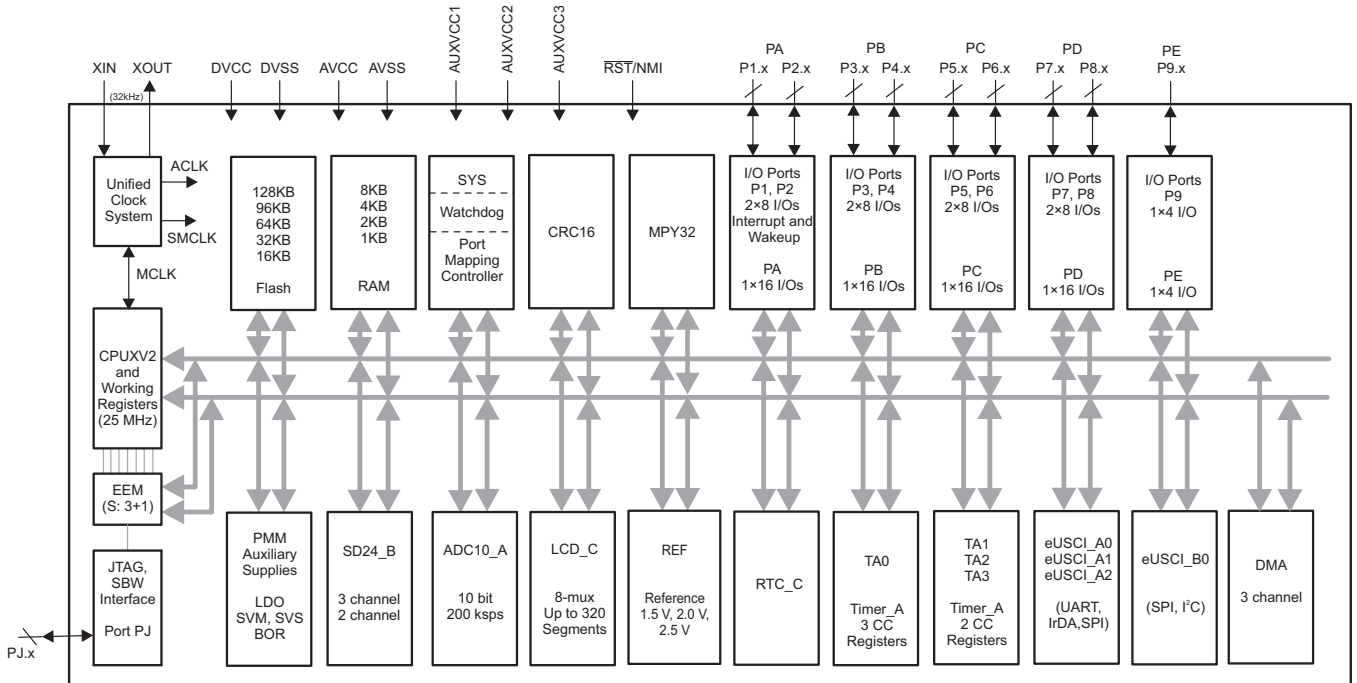 AUXVCC1
AUXVCC2
AUXVCC3
PA
PB
PC
PD
PE
XIN
XOUT
(32kHz)
DVCC
DVSS
AVCC
AVSS
RST/NMI
P1.x
P2.x
P3.x
P4.x
P5.x
P6.x
P7.x
P8.x
P9.x
Unified
Clock
System
ACLK
SMCLK
MCLK
128KB
96KB
64KB
32KB
16KB
Flash
8KB
4KB
2KB
1KB
RAM
SYS
Watchdog
Port
Mapping
Controller
CRC16
MPY32
I/O Ports
P1, P2
2×8 I/Os
Interrupt and
Wakeup
PA
1×16 I/Os
I/O Ports
P3, P4
2×8 I/Os
PB
1×16 I/Os
I/O Ports
P5, P6
2×8 I/Os
PC
1×16 I/Os
I/O Ports
P7, P8
2×8 I/Os
PD
1×16 I/Os
I/O Ports
P9
1×4 I/O
PE
1×4 I/O
CPUXV2
and
Working
Registers
(25 MHz)
EEM
(S: 3+1)
JTAG,
SBW
Interface
Port PJ
PJ.x
PMM
Auxiliary
Supplies
LDO
SVM, SVS
BOR
SD24_B
3 channel
2 channel
ADC10_A
10 bit
200 ksps
LCD_C
8-mux
Up to 320
Segments
REF
Reference
1.5 V, 2.0 V,
2.5 V
RTC_C
TA0
Timer_A
3 CC
Registers
TA1
TA2
TA3
Timer_A
2 CC
Registers
eUSCI_A0
eUSCI_A1
eUSCI_A2
(UART,
IrDA,SPI)
eUSCI_B0
(SPI, I²C)
DMA
3 channel